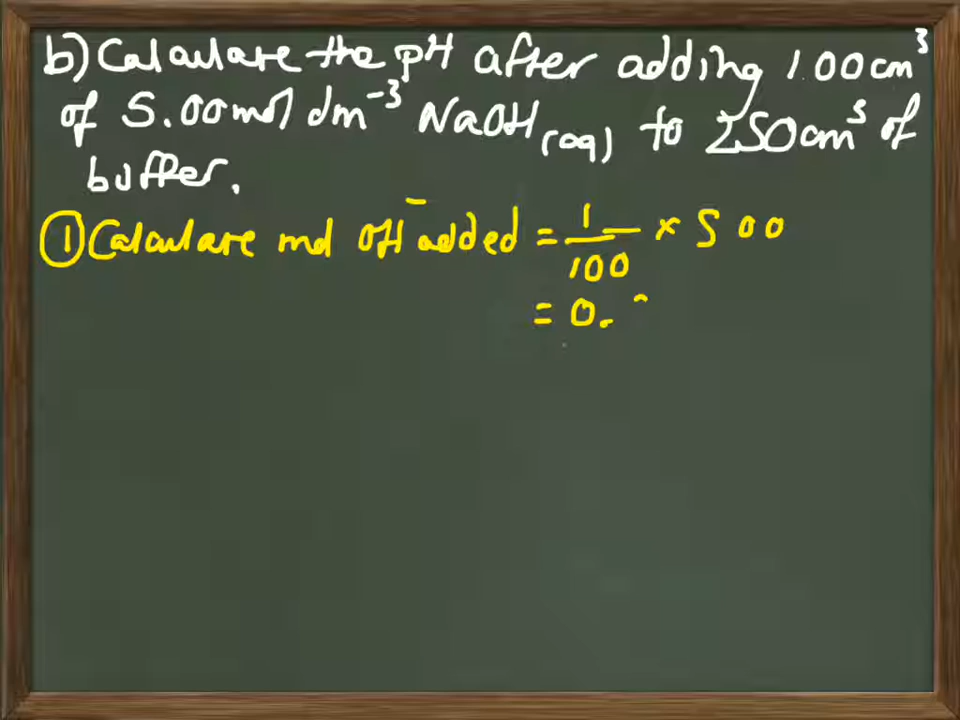 b) Calculate the pH after adding 1.00cm³
of 5.00mol dm⁻³ NaOH(aq) to 250cm³ of
buffer.
① Calculate mol OH⁻ added = 1/100 × 5 00
= 0.